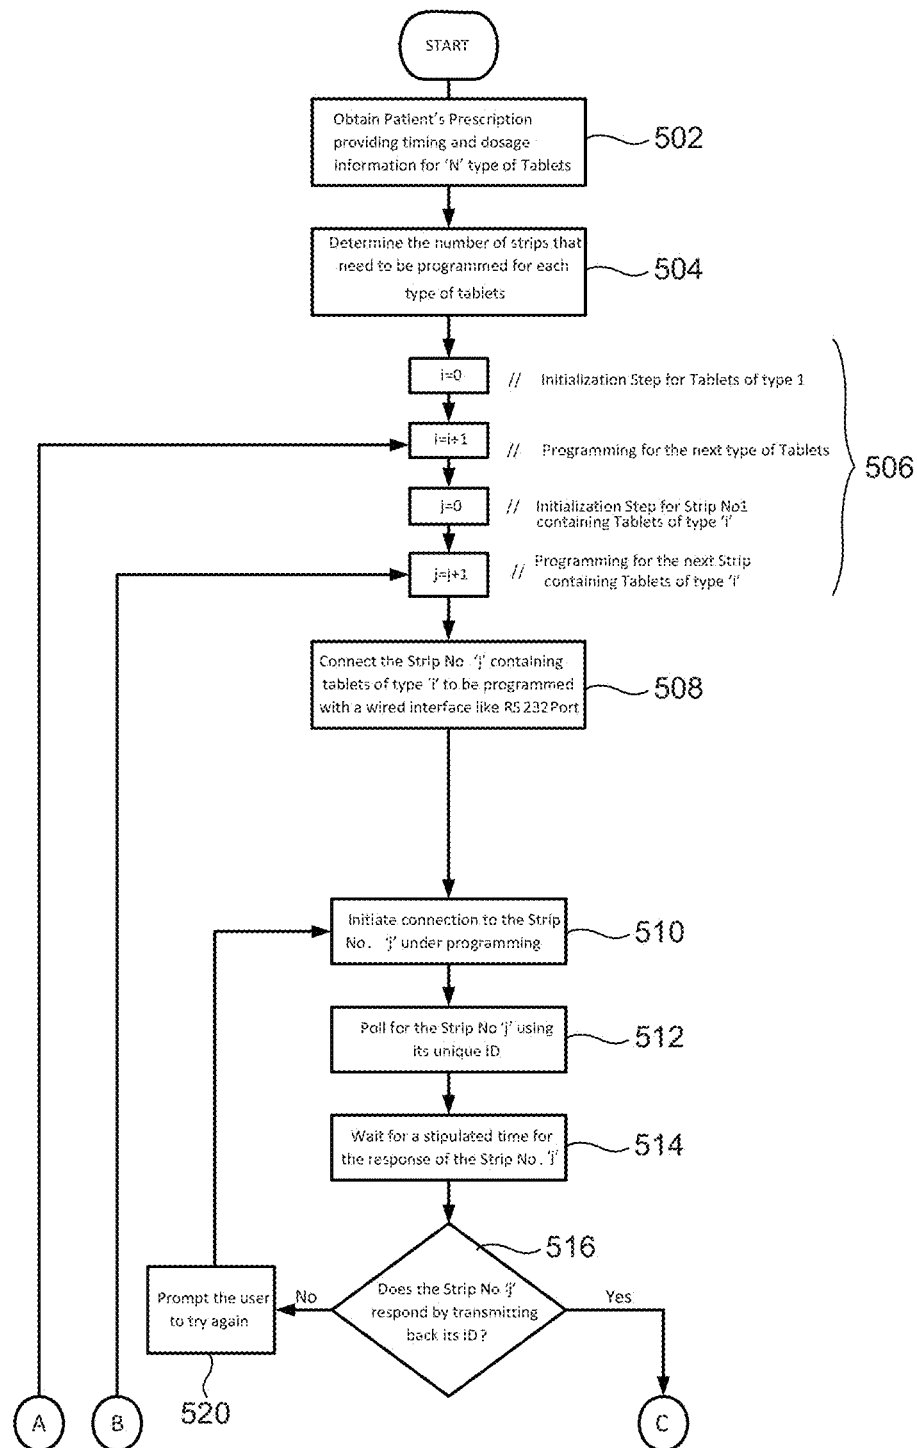 START
Obtain Patient's Prescription
providing timing and dosage
information for 'N' type of Tablets
502
Determine the number of strips that
need to be programmed for each
type of tablets
504
i=0
// Initialization Step for Tablets of type 1
i=i+1
// Programming for the next type of Tablets
506
j=0
// Initialization Step for Strip No1
containing Tablets of type 'i'
j=j+1
// Programming for the next Strip
containing Tablets of type 'i'
Connect the Strip No 'j' containing
tablets of type 'i' to be programmed
with a wired interface like RS232 Port
508
Initiate connection to the Strip
No. 'j' under programming
510
Poll for the Strip No 'j' using
its unique ID
512
Wait for a stipulated time for
the response of the Strip No. 'j'
514
516
Does the Strip No 'j'
respond by transmitting
back its ID?
No
Yes
Prompt the user
to try again
520
A
B
C